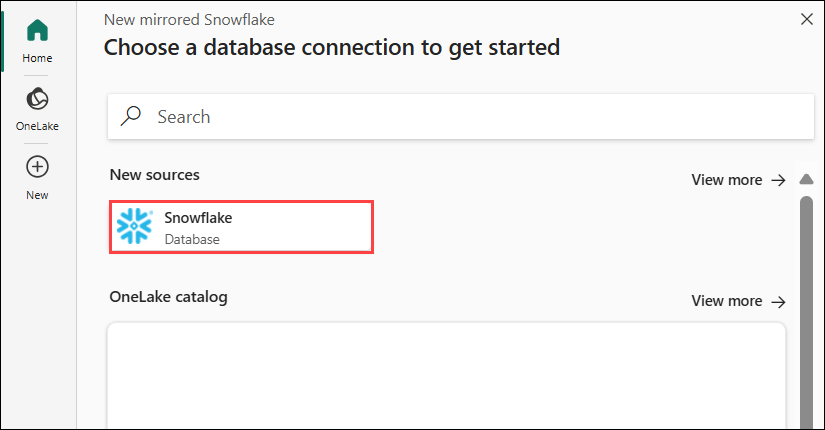 New mirrored Snowflake
Choose a database connection to get started
Home
Search
OneLake
New sources
View more
New
Snowflake
Database
OneLake catalog
View more